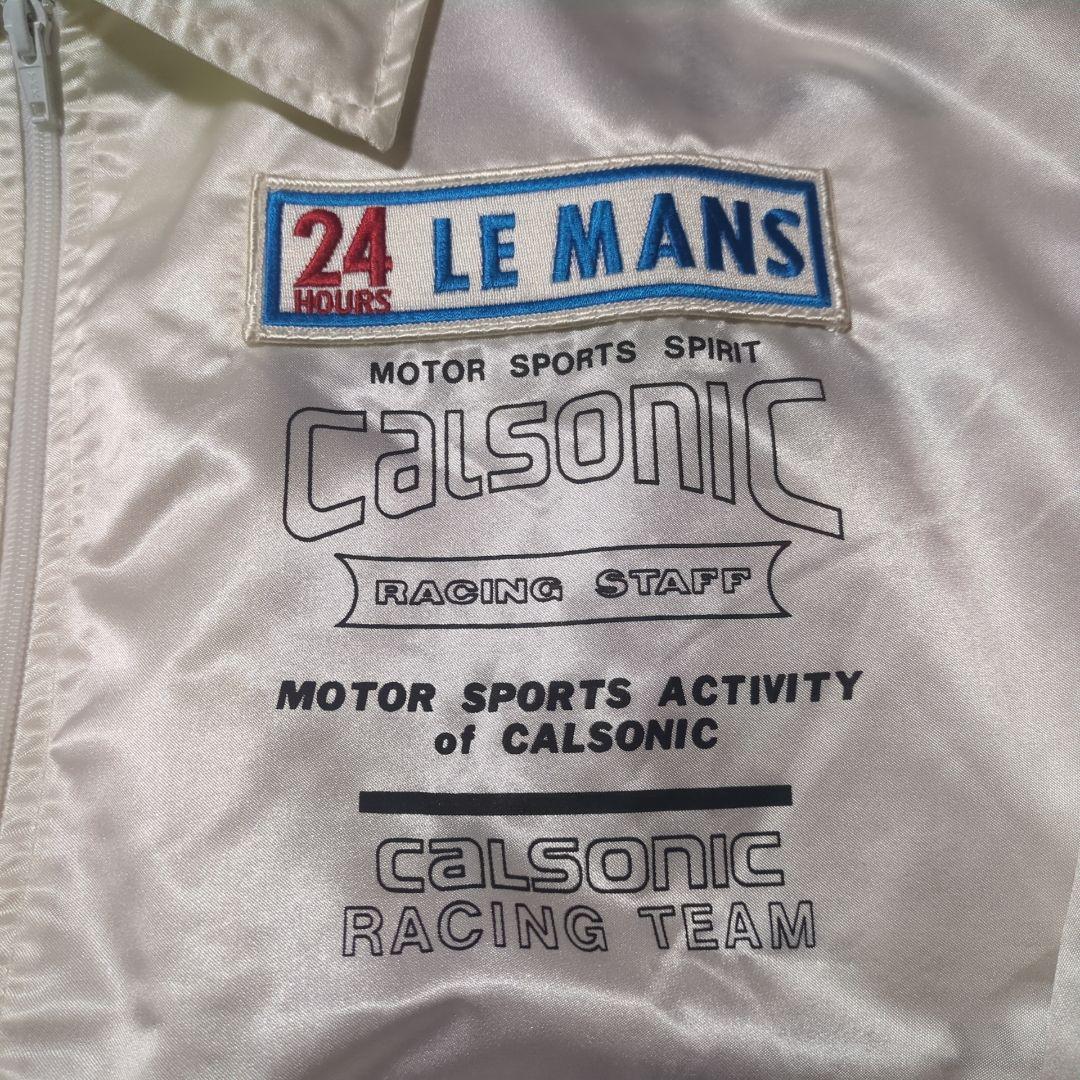 24 LE MANS
HOURS
MOTOR SPORTS SPIRIT
CALSONIC
RACING STAFF
MOTOR SPORTS ACTIVITY
of CALSONIC
CALSONIC
RACING TEAM